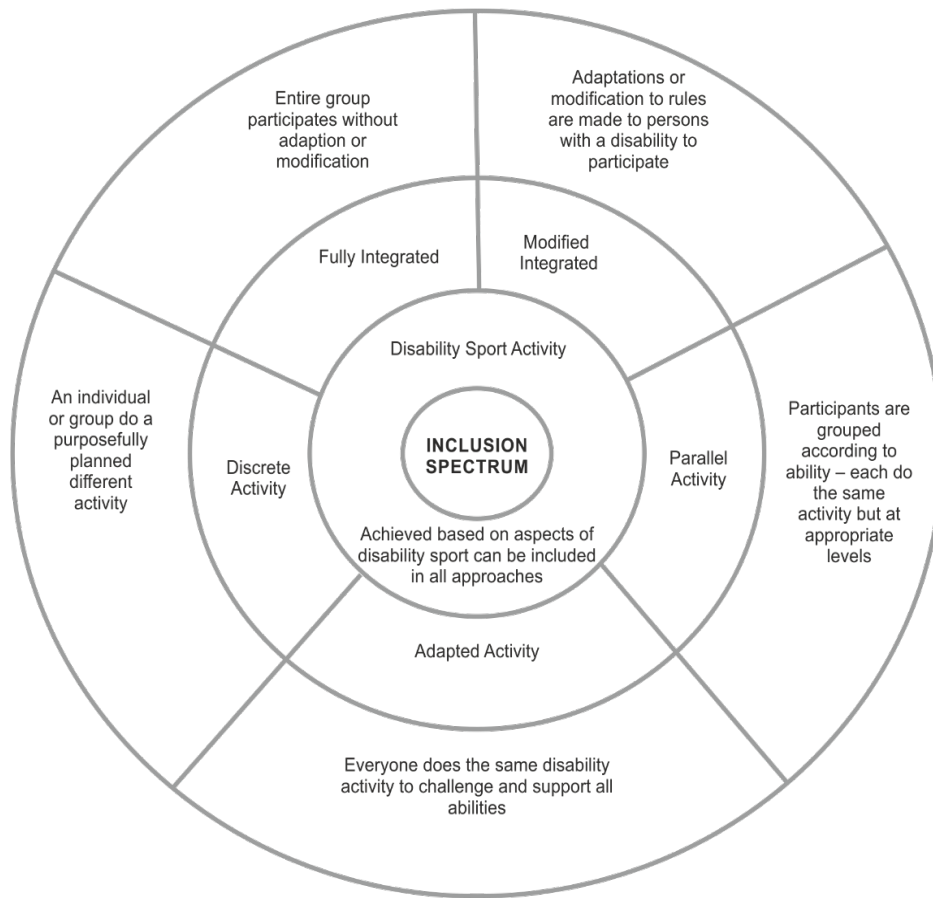 Entire group
participates without
adaption or
modification
Adaptations or
modification to rules
are made to persons
with a disability to
participate
Fully Integrated
Modified
Integrated
Disability Sport Activity
An individual
or group do a
purposefully
planned
different
activity
Discrete
Activity
INCLUSION
SPECTRUM
Parallel
Activity
Participants are
grouped
according to
ability – each do
the same
activity but at
appropriate
levels
Achieved based on aspects of
disability sport can be included
in all approaches
Adapted Activity
Everyone does the same disability
activity to challenge and support all
abilities